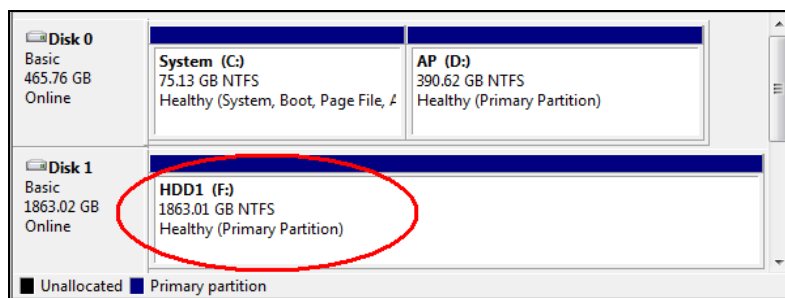 Disk 0
Basic
465.76 GB
Online
System (C:)
75.13 GB NTFS
Healthy (System, Boot, Page File, A
AP (D:)
390.62 GB NTFS
Healthy (Primary Partition)
Disk 1
Basic
1863.02 GB
Online
HDD1 (F:)
1863.01 GB NTFS
Healthy (Primary Partition)
Unallocated Primary partition